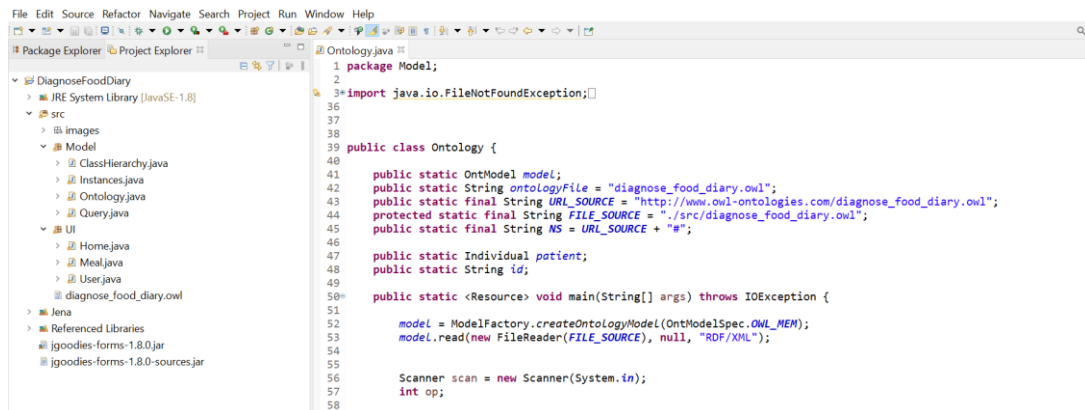 File Edit Source Refactor Navigate Search Project Run Window Help
Package Explorer Project Explorer
DiagnoseFoodDiary
JRE System Library [JavaSE-1.8]
src
images
Model
ClassHierarchy.java
Instances.java
Ontology.java
Query.java
UI
Home.java
Meal.java
User.java
diagnose_food_diary.owl
Jena
Referenced Libraries
jgoodies-forms-1.8.0.jar
jgoodies-forms-1.8.0-sources.jar
Ontology.java
1 package Model;
2
3 import java.io.FileNotFoundException;
36
37
38
39 public class Ontology {
40
41 public static OntModel model;
42 public static String ontologyFile = "diagnose_food_diary.owl";
43 public static final String URL_SOURCE = "http://www.owl-ontologies.com/diagnose_food_diary.owl";
44 protected static final String FILE_SOURCE = "./src/diagnose_food_diary.owl";
45 public static final String NS = URL_SOURCE + "#";
46
47 public static Individual patient;
48 public static String id;
49
50 public static <Resource> void main(String[] args) throws IOException {
51
52 model = ModelFactory.createOntologyModel(OntModelSpec.OWL_MEM);
53 model.read(new FileReader(FILE_SOURCE), null, "RDF/XML");
54
55
56 Scanner scan = new Scanner(System.in);
57 int op;
58